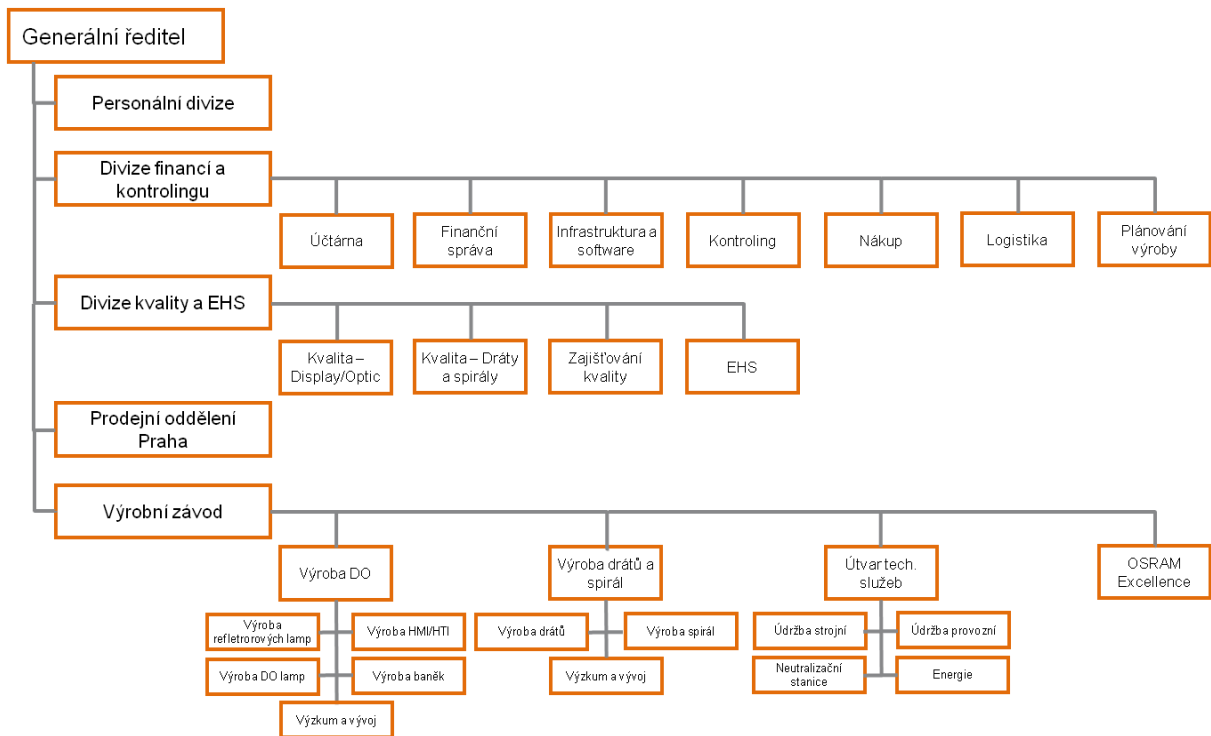 Generální ředitel
Personální divize
Divize financí a
kontrolingu
Účtárna
Finanční
správa
Infrastruktura a
software
Kontroling
Nákup
Logistika
Plánování
výroby
Divize kvality a EHS
Kvalita –
Display/Optic
Kvalita – Dráty
a spirály
Zajišťování
kvality
EHS
Prodejní oddělení
Praha
Výrobní závod
Výroba DO
Výroba drátů a
spirál
Útvar tech.
služeb
OSRAM
Excellence
Výroba
refletrorových lamp
Výroba HMI/HTI
Výroba drátů
Výroba spirál
Údržba strojní
Údržba provozní
Výroba DO lamp
Výroba baněk
Výzkum a vývoj
Neutralizační
stanice
Energie
Výzkum a vývoj